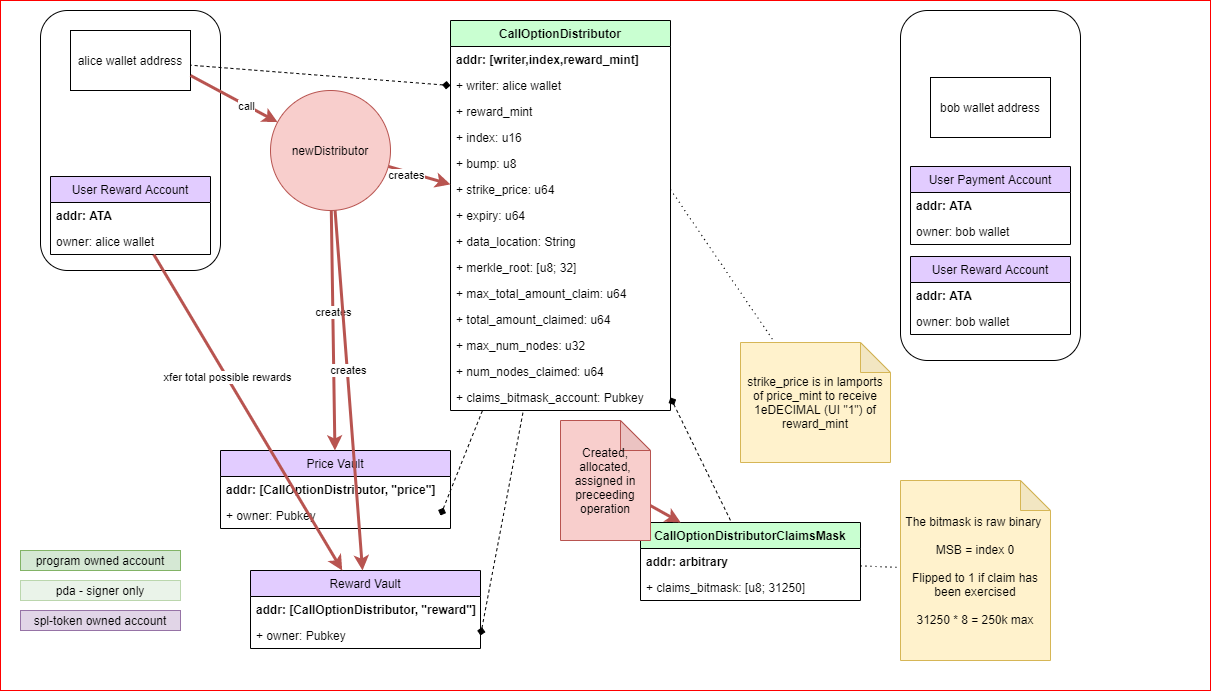 alice wallet address
call
newDistributor
creates
User Reward Account
addr: ATA
owner: alice wallet
CallOptionDistributor
addr: [writer,index,reward_mint]
+ writer: alice wallet
+ reward_mint
+ index: u16
+ bump: u8
+ strike_price: u64
+ expiry: u64
+ data_location: String
+ merkle_root: [u8; 32]
+ max_total_amount_claim: u64
+ total_amount_claimed: u64
+ max_num_nodes: u32
+ num_nodes_claimed: u64
+ claims_bitmask_account: Pubkey
bob wallet address
User Payment Account
addr: ATA
owner: bob wallet
User Reward Account
addr: ATA
owner: bob wallet
creates
creates
xfer total possible rewards
strike_price is in lamports
of price_mint to receive
1eDECIMAL (UI "1") of
reward_mint
Price Vault
addr: [CallOptionDistributor, "price"]
+ owner: Pubkey
Created,
allocated,
assigned in
preceeding
operation
CallOptionDistributorClaimsMask
addr: arbitrary
+ claims_bitmask: [u8; 31250]
The bitmask is raw binary
MSB = index 0
Flipped to 1 if claim has
been exercised
31250 * 8 = 250k max
Reward Vault
addr: [CallOptionDistributor, "reward"]
+ owner: Pubkey
program owned account
pda - signer only
spl-token owned account